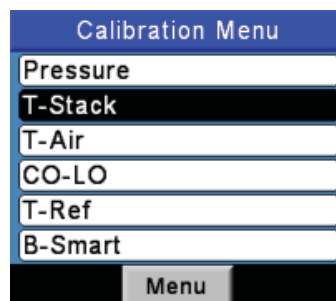 Calibration Menu
Pressure
T-Stack
T-Air
CO-LO
T-Ref
B-Smart
Menu